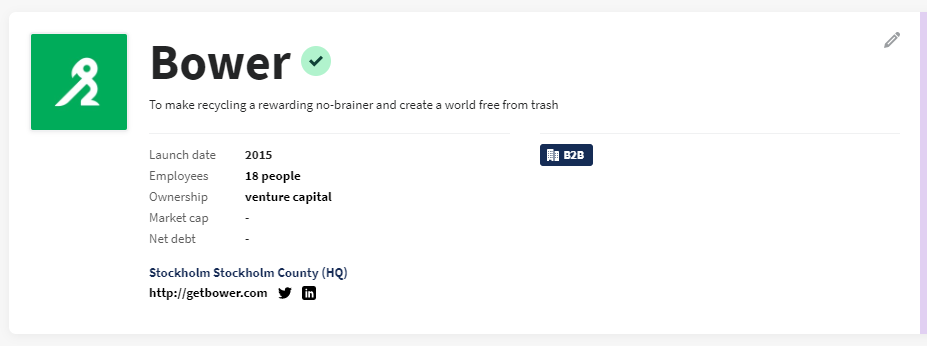 Bower
To make recycling a rewarding no-brainer and create a world free from trash
Launch date 2015
Employees 18 people
Ownership venture capital
Market cap -
Net debt -
B2B
Stockholm Stockholm County (HQ)
http://getbower.com